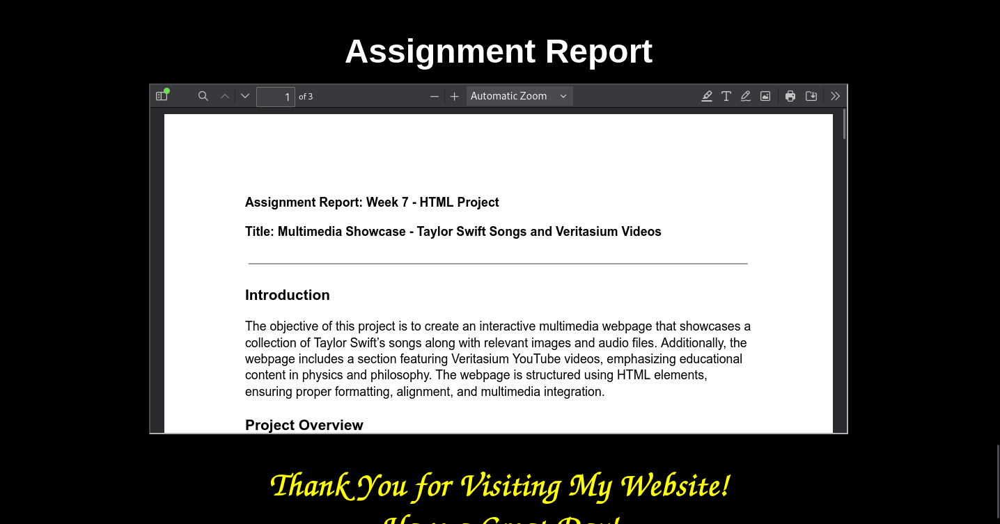 Assignment Report
1 of 3 Automatic Zoom
Assignment Report: Week 7 - HTML Project
Title: Multimedia Showcase - Taylor Swift Songs and Veritasium Videos
Introduction
The objective of this project is to create an interactive multimedia webpage that showcases a
collection of Taylor Swift’s songs along with relevant images and audio files. Additionally, the
webpage includes a section featuring Veritasium YouTube videos, emphasizing educational
content in physics and philosophy. The webpage is structured using HTML elements,
ensuring proper formatting, alignment, and multimedia integration.
Project Overview
Thank You for Visiting My Website!
Have a Great Day!